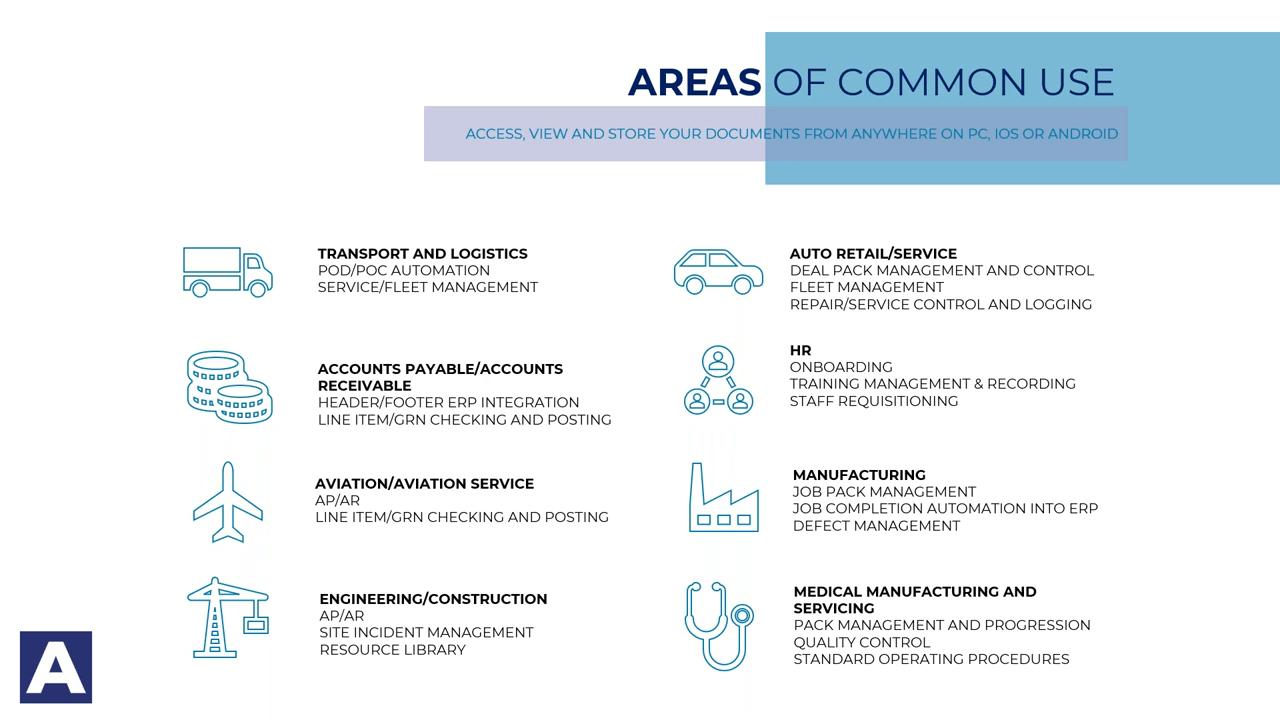 AREAS OF COMMON USE
ACCESS, VIEW AND STORE YOUR DOCUMENTS FROM ANYWHERE ON PC, IOS OR ANDROID
TRANSPORT AND LOGISTICS
POD/POC AUTOMATION
SERVICE/FLEET MANAGEMENT
ACCOUNTS PAYABLE/ACCOUNTS
RECEIVABLE
HEADER/FOOTER ERP INTEGRATION
LINE ITEM/GRN CHECKING AND POSTING
AVIATION/AVIATION SERVICE
AP/AR
LINE ITEM/GRN CHECKING AND POSTING
ENGINEERING/CONSTRUCTION
AP/AR
SITE INCIDENT MANAGEMENT
RESOURCE LIBRARY
AUTO RETAIL/SERVICE
DEAL PACK MANAGEMENT AND CONTROL
FLEET MANAGEMENT
REPAIR/SERVICE CONTROL AND LOGGING
HR
ONBOARDING
TRAINING MANAGEMENT & RECORDING
STAFF REQUISITIONING
MANUFACTURING
JOB PACK MANAGEMENT
JOB COMPLETION AUTOMATION INTO ERP
DEFECT MANAGEMENT
MEDICAL MANUFACTURING AND
SERVICING
PACK MANAGEMENT AND PROGRESSION
QUALITY CONTROL
STANDARD OPERATING PROCEDURES
A